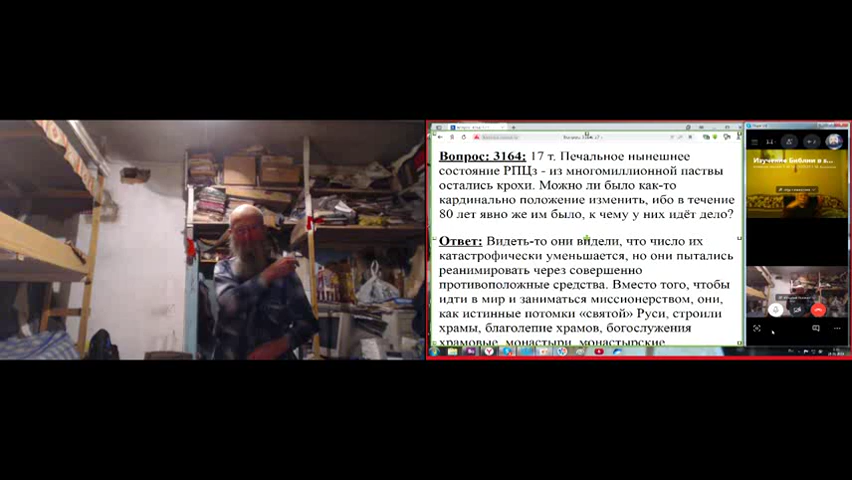 Вопрос: 3164: 17 т. Печальное нынешнее
состояние РПЦз - из многомиллионной паствы
остались крохи. Можно ли было как-то
кардинально положение изменить, ибо в течение
80 лет явно же им было, к чему у них идёт дело?
Ответ: Видеть-то они видели, что число их
катастрофически уменьшается, но они пытались
реанимировать через совершенно
противоположные средства. Вместо того, чтобы
идти в мир и заниматься миссионерством, они,
как истинные потомки «святой» Руси, строили
храмы, благолепие храмов, богослужения
храмовые, монастыри, монастырские
Изучение Библии в к...